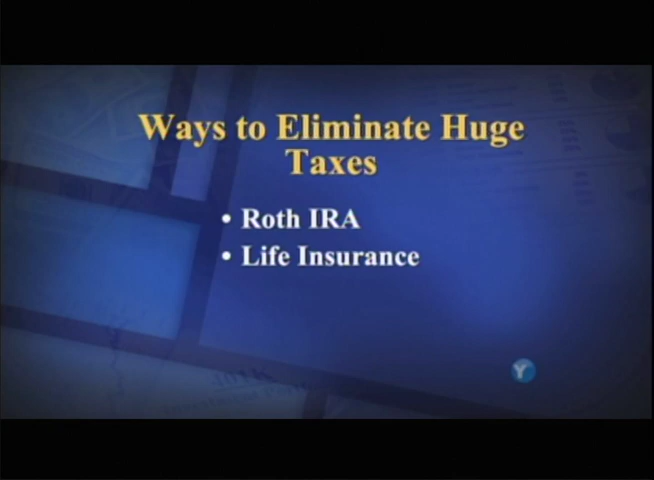 Ways to Eliminate Huge
Taxes
• Roth IRA
• Life Insurance
Y